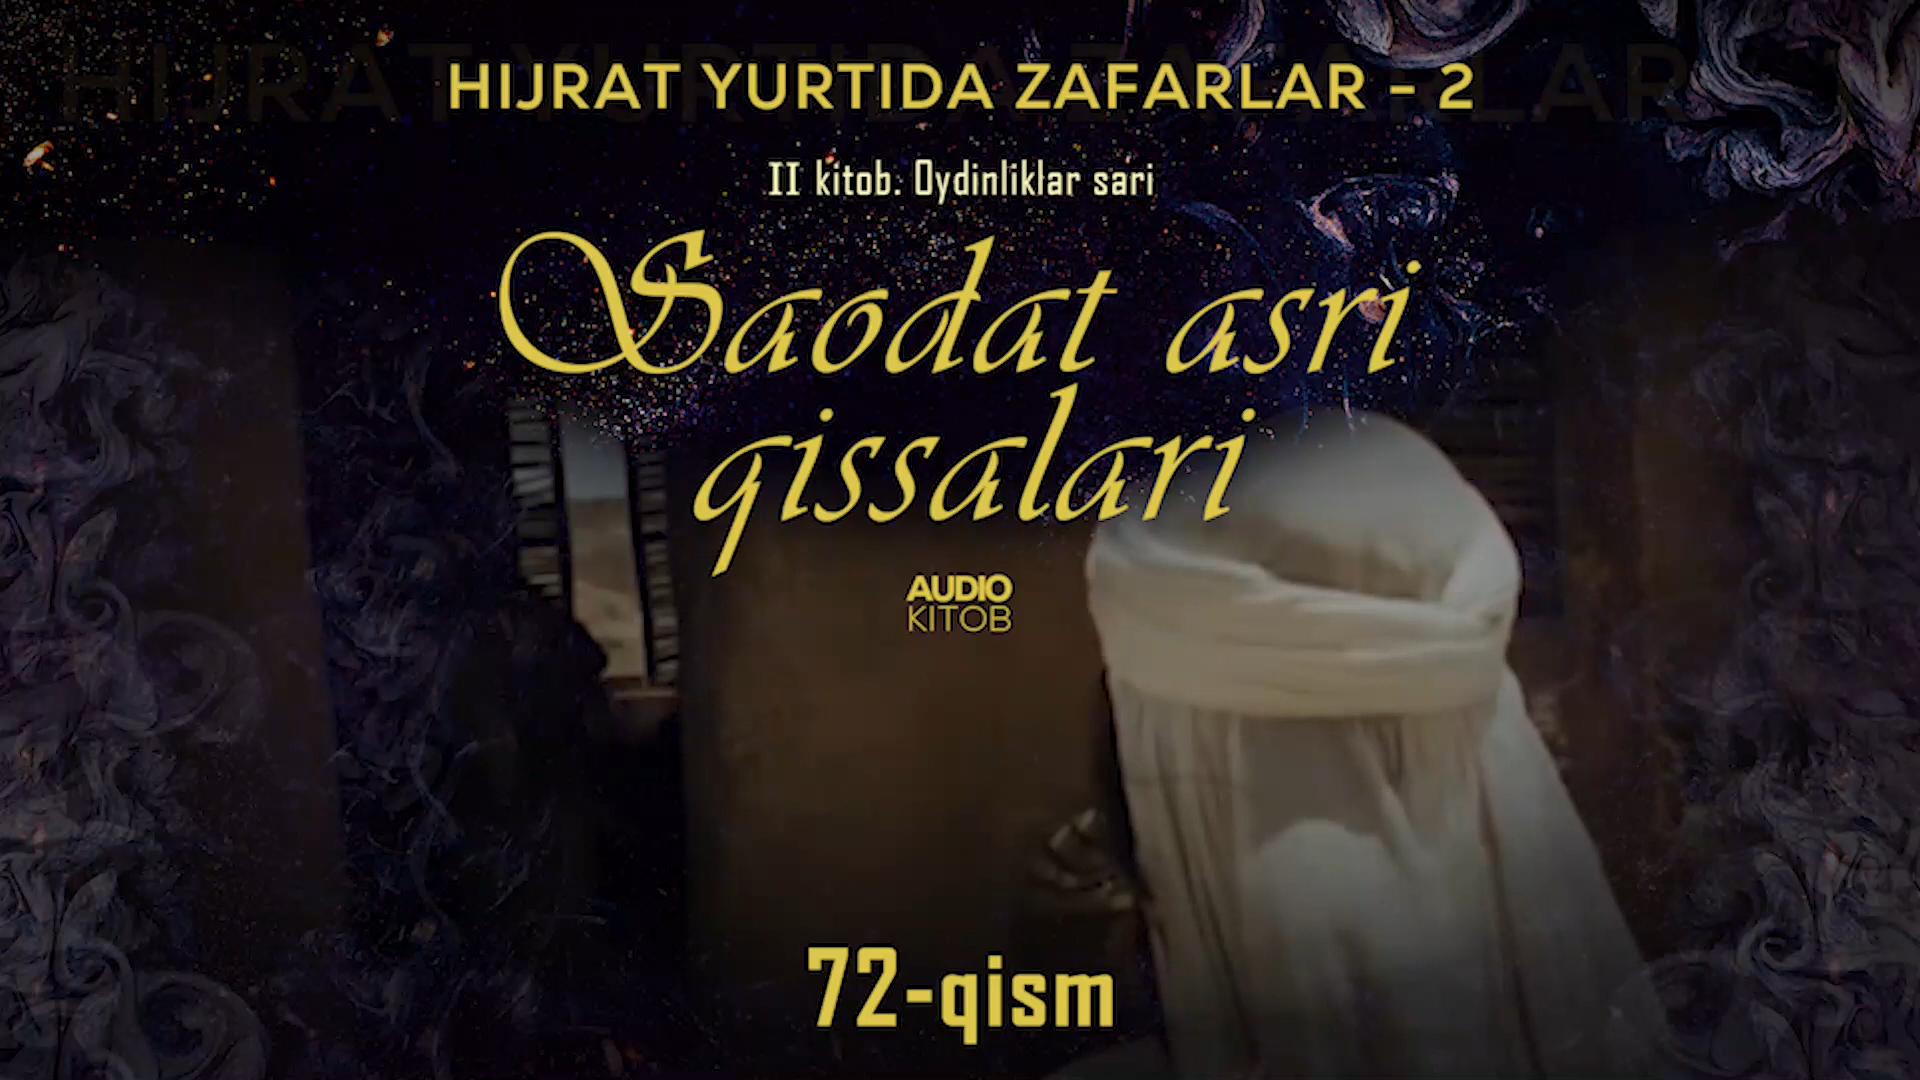 HIJRAT YURTIDA ZAFARLAR - 2
II kitob. Oydinliklar sari
Saodat asri
qissalari
AUDIO
KITOB
72-qism